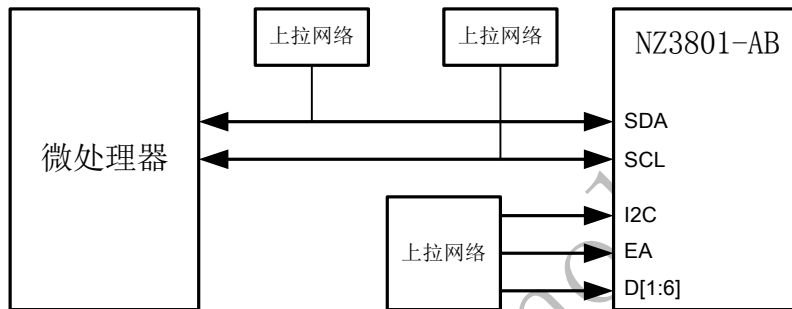 上拉网络
上拉网络
NZ3801-AB
微处理器
SDA
SCL
I2C
上拉网络
EA
D[1:6]